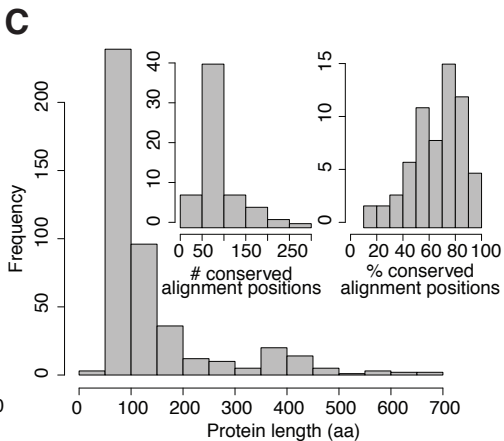 C
Frequency
0 50 100 150 200
0 100 200 300 400 500 600 700
Protein length (aa)
0 10 20 30 40
0 50 150 250
# conserved
alignment positions
0 5 10 15
0 20 40 60 80 100
% conserved
alignment positions
0